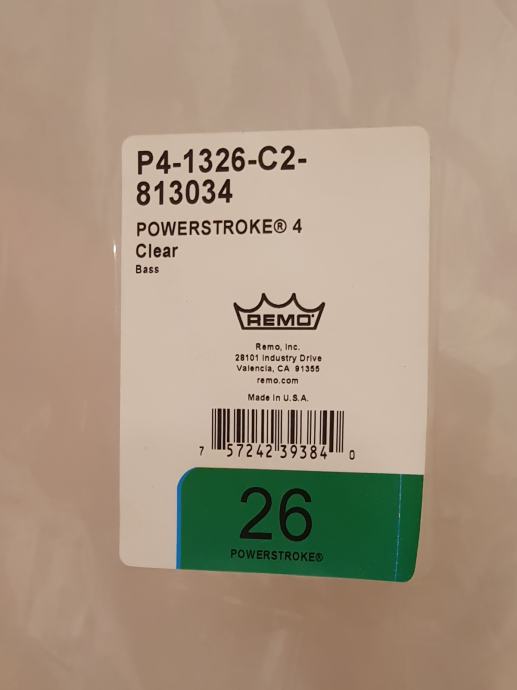 P4-1326-C2-
813034
POWERSTROKE® 4
Clear
Bass
REMO®
Remo, Inc.
28101 Industry Drive
Valencia, CA 91355
remo.com
Made in U.S.A.
7 57242 39384 0
26
POWERSTROKE®